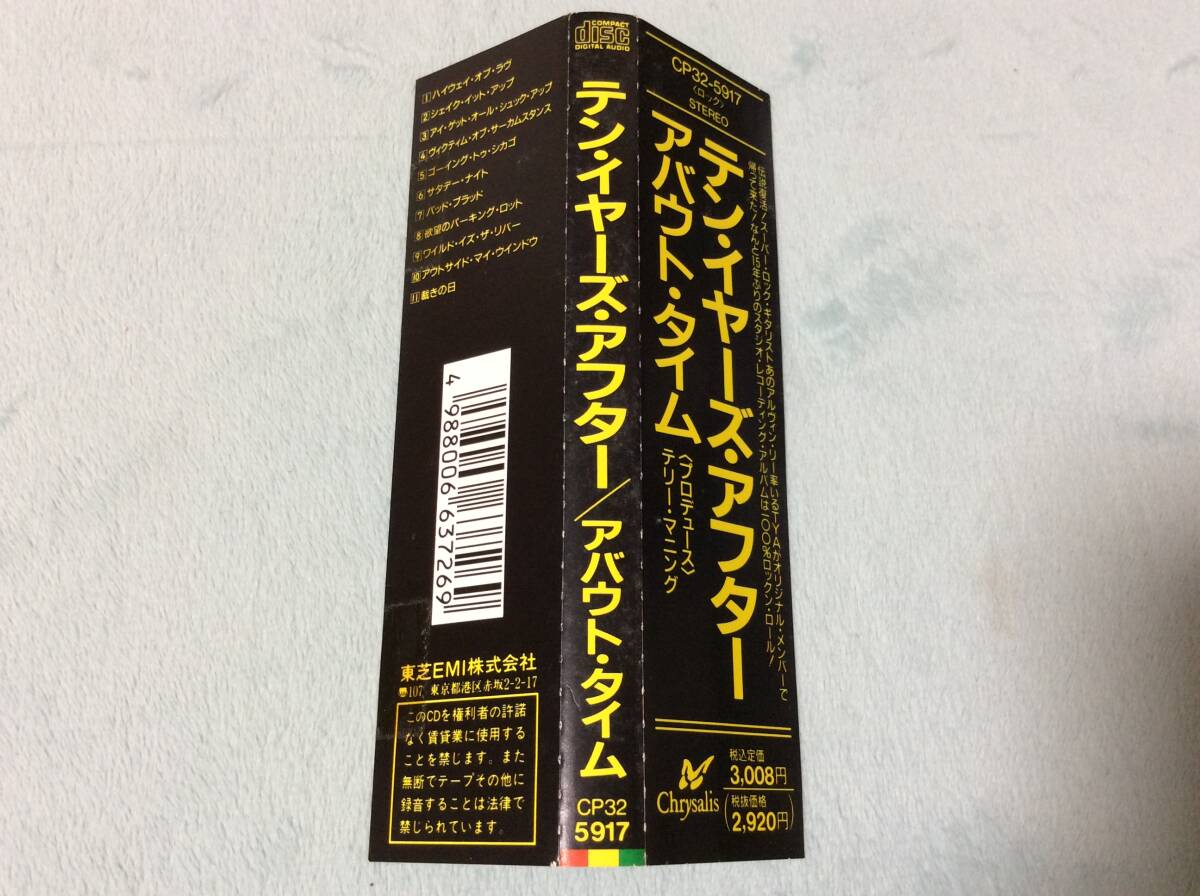 1 ハイウェイ・オブ・ラヴ
2 シェイク・イット・アップ
3 アイ・ゲット・オール・シュック・アップ
4 ヴィクティム・オブ・サーカムスタンス
5 ゴーイング・トゥ・シカゴ
6 サタデー・ナイト
7 バッド・ブラッド
8 欲望のパーキング・ロット
9 ワイルド・イズ・ザ・リバー
10 アウトサイド・マイ・ウインドウ
11 裁きの日
4 988006 637269
東芝EMI株式会社
107 東京都港区赤坂2-2-17
このCDを権利者の許諾
なく賃貸業に使用する
ことを禁じます。また
無断でテープその他に
録音することは法律で
禁じられています。
COMPACT
disc
DIGITAL AUDIO
テン・イヤーズ・アフター/アバウト・タイム
CP32
5917
CP32-5917
〈ロック〉
STEREO
伝説復活!スーパー・ロック・ギタリストあのアルヴィン・リー率いるTYAがオリジナル・メンバーで
帰って来た!なんと15年ぶりのスタジオ・レコーディング・アルバムは一〇〇%ロックン・ロール!
テン・イヤーズ・アフター
アバウト・タイム
〈プロデュース〉
テリー・マニング
Chrysalis
税込定価
3,008円
(税抜価格
2,920円)